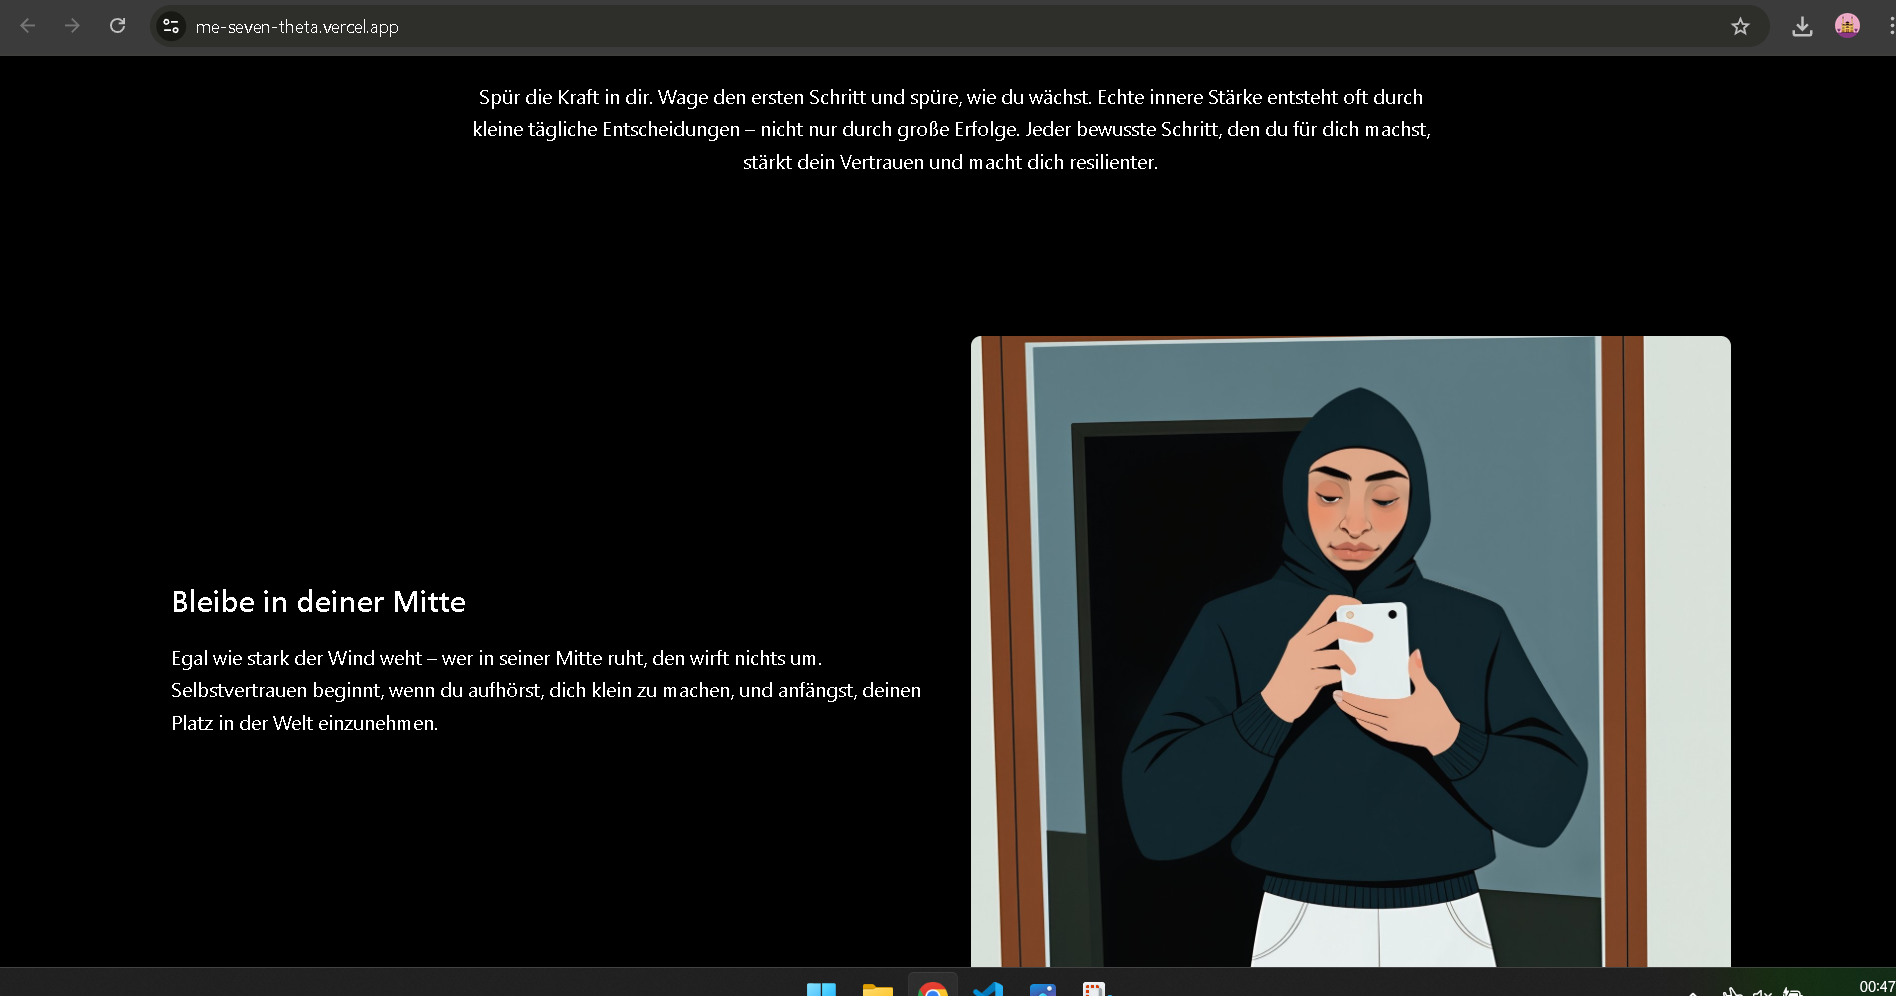 me-seven-theta.vercel.app
Spür die Kraft in dir. Wage den ersten Schritt und spüre, wie du wächst. Echte innere Stärke entsteht oft durch
kleine tägliche Entscheidungen – nicht nur durch große Erfolge. Jeder bewusste Schritt, den du für dich machst,
stärkt dein Vertrauen und macht dich resilienter.
Bleibe in deiner Mitte
Egal wie stark der Wind weht – wer in seiner Mitte ruht, den wirft nichts um.
Selbstvertrauen beginnt, wenn du aufhörst, dich klein zu machen, und anfängst, deinen
Platz in der Welt einzunehmen.
00:47